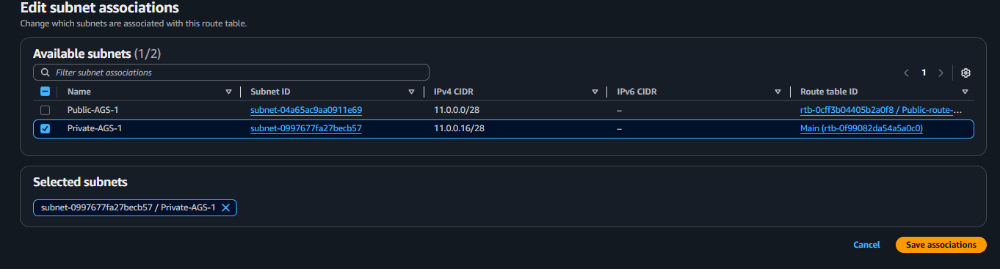 Edit subnet associations
Change which subnets are associated with this route table.
Available subnets (1/2)
Filter subnet associations
1
Name Subnet ID IPv4 CIDR IPv6 CIDR Route table ID
Public-AGS-1 subnet-04a65ac9aa0911e69 11.0.0.0/28 – rtb-0cff3b04405b2a0f8 / Public-route-...
Private-AGS-1 subnet-0997677fa27becb57 11.0.0.16/28 – Main (rtb-0f99082da54a5a0c0)
Selected subnets
subnet-0997677fa27becb57 / Private-AGS-1
Cancel Save associations